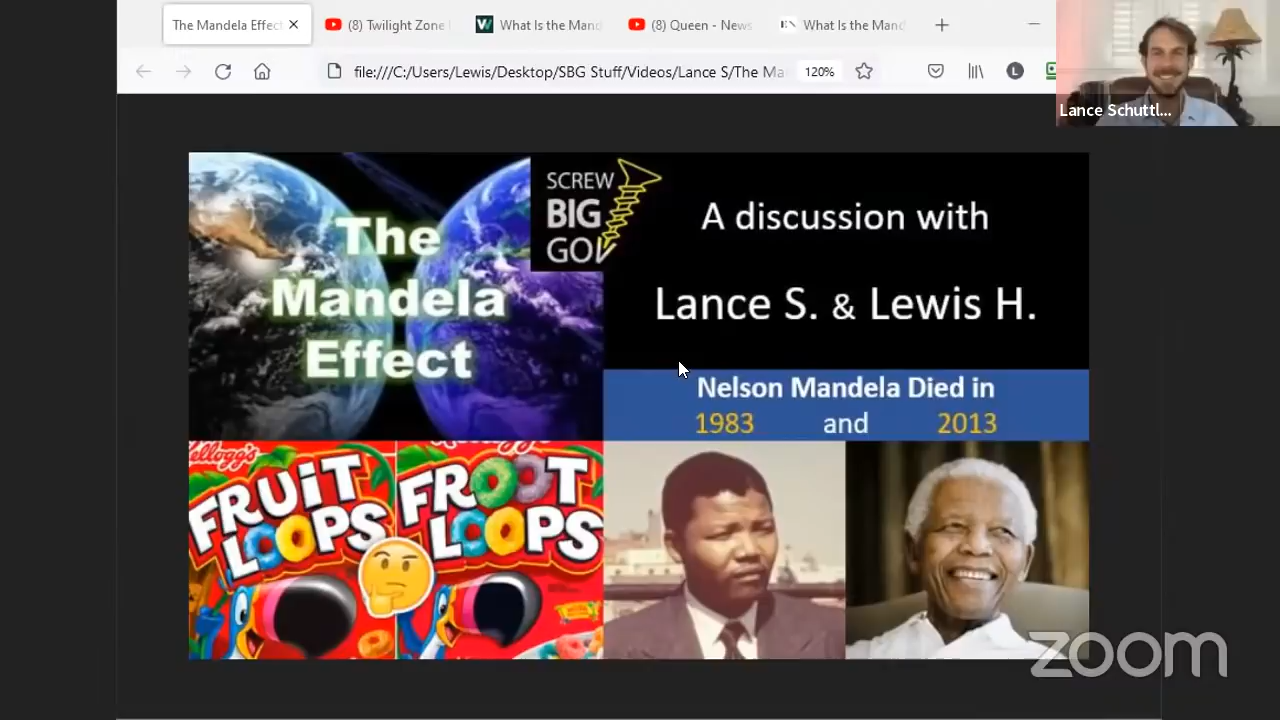 The Mandela Effec
(8) Twilight Zone
What Is the Mand
(8) Queen - News
What Is the Mand
file:///C:/Users/Lewis/Desktop/SBG Stuff/Videos/Lance S/The Ma
120%
L
Lance Schuttl...
The
Mandela
Effect
SCREW
BIG
GOV
A discussion with
Lance S. & Lewis H.
Nelson Mandela Died in
1983 and 2013
Kellogg's
FRUIT
LOOPS
FROOT
LOOPS
zoom